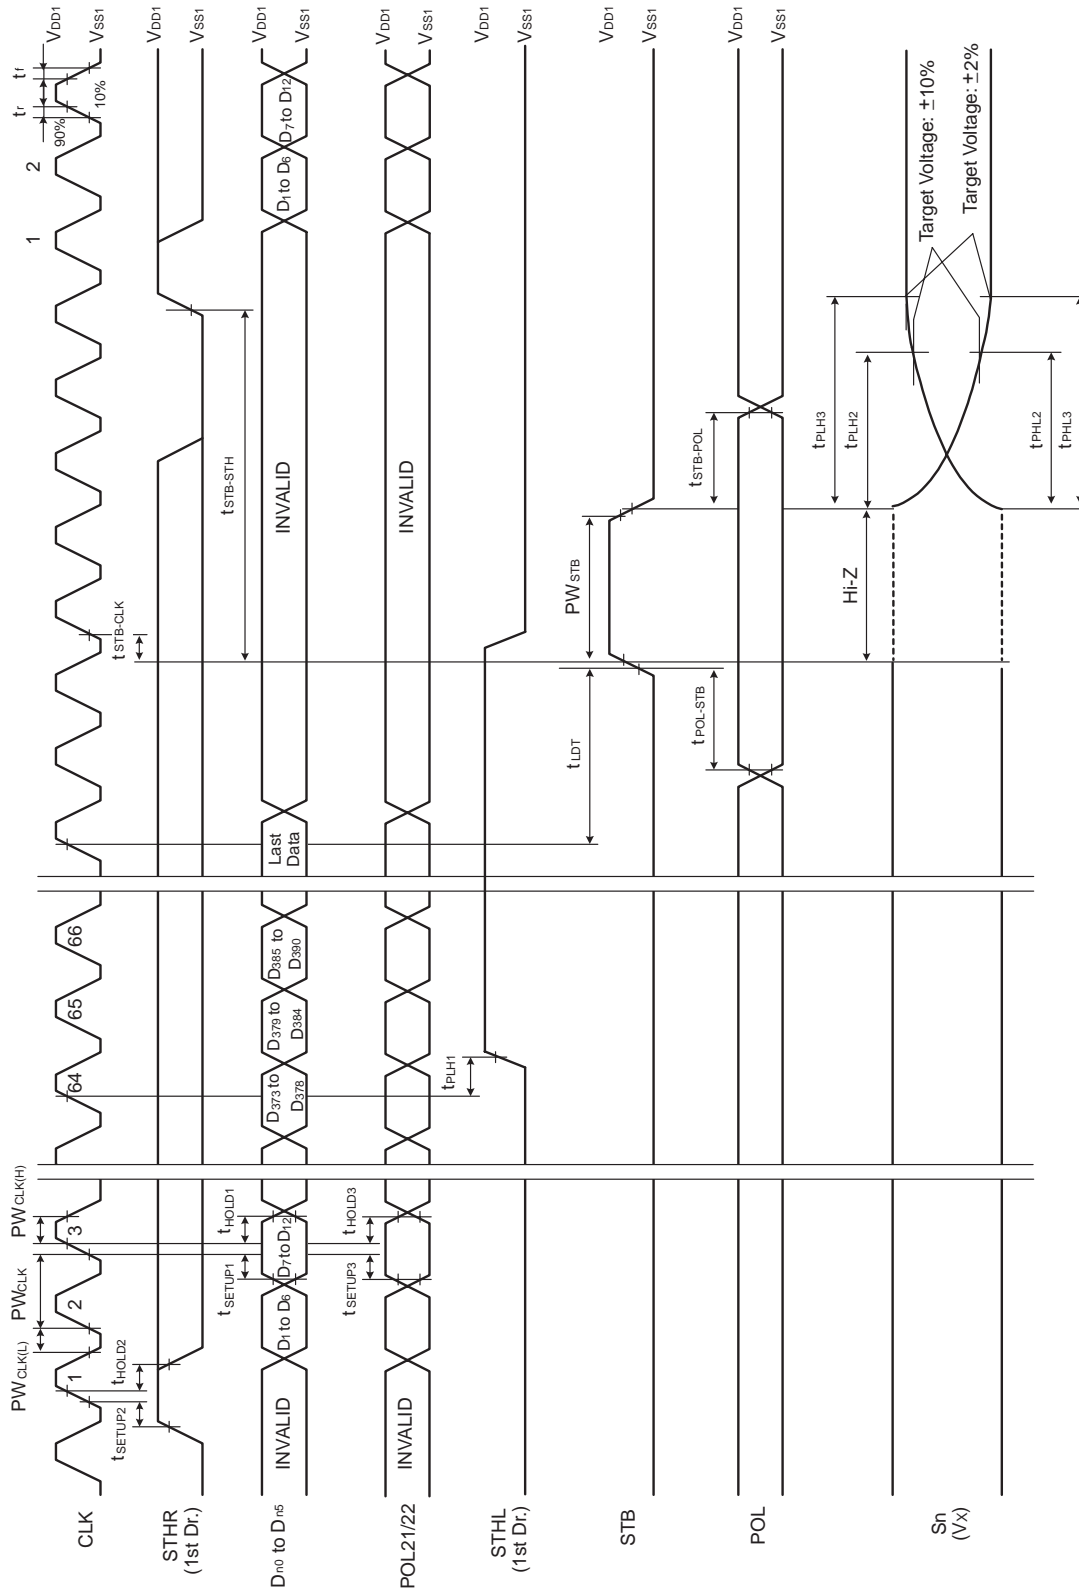 CLK
STHR
(1st Dr.)
Dn0 to Dn5
POL21/22
STHL
(1st Dr.)
STB
POL
Sn
(VX)
PWCLK(L)
PWCLK
PWCLK(H)
1
2
3
64
65
66
1
2
90%
10%
tr
tf
VDD1
VSS1
tSETUP2
tHOLD2
tSTB-CLK
VDD1
VSS1
tSETUP1
tHOLD1
tSTB-STH
INVALID
D1 to D6
D7 to D12
D373 to
D378
D379 to
D384
D385 to
D390
Last
Data
INVALID
D1 to D6
D7 to D12
VDD1
VSS1
tSETUP3
tHOLD3
INVALID
INVALID
VDD1
VSS1
tPLH1
VDD1
VSS1
tLDT
PWSTB
VDD1
VSS1
tPOL-STB
tSTB-POL
VDD1
VSS1
Hi-Z
tPLH3
tPLH2
Target Voltage: ±10%
Target Voltage: ±2%
tPHL2
tPHL3